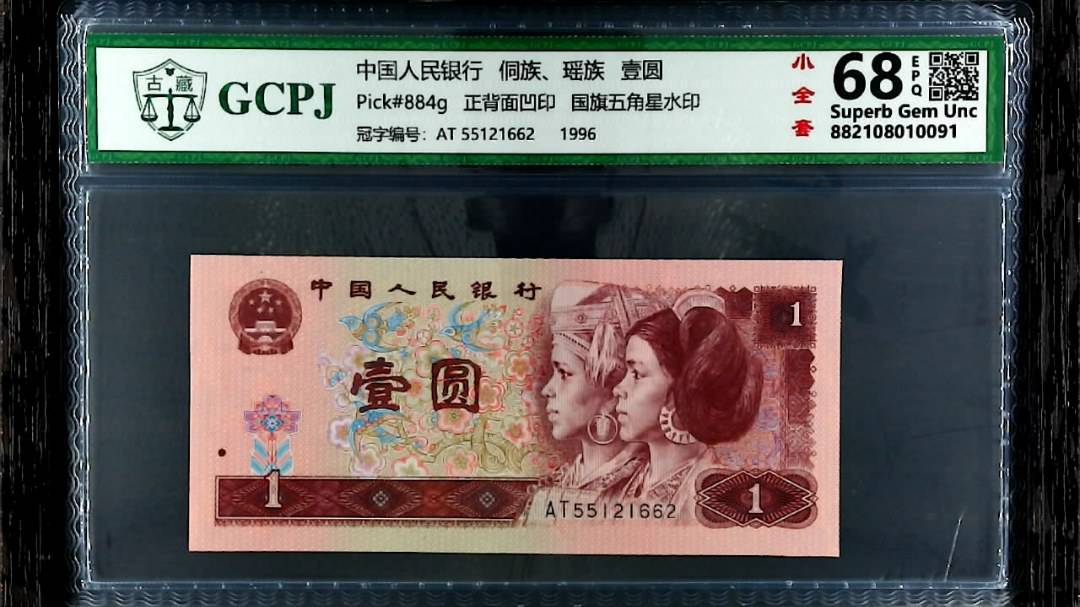 古藏
GCPJ
中国人民银行 侗族、瑶族 壹圆
Pick#884g 正背面凹印 国旗五角星水印
冠字编号：AT 55121662 1996
小全套
68
EPQ
Superb Gem Unc
882108010091
中国人民银行
1
壹圆
1
AT55121662
1